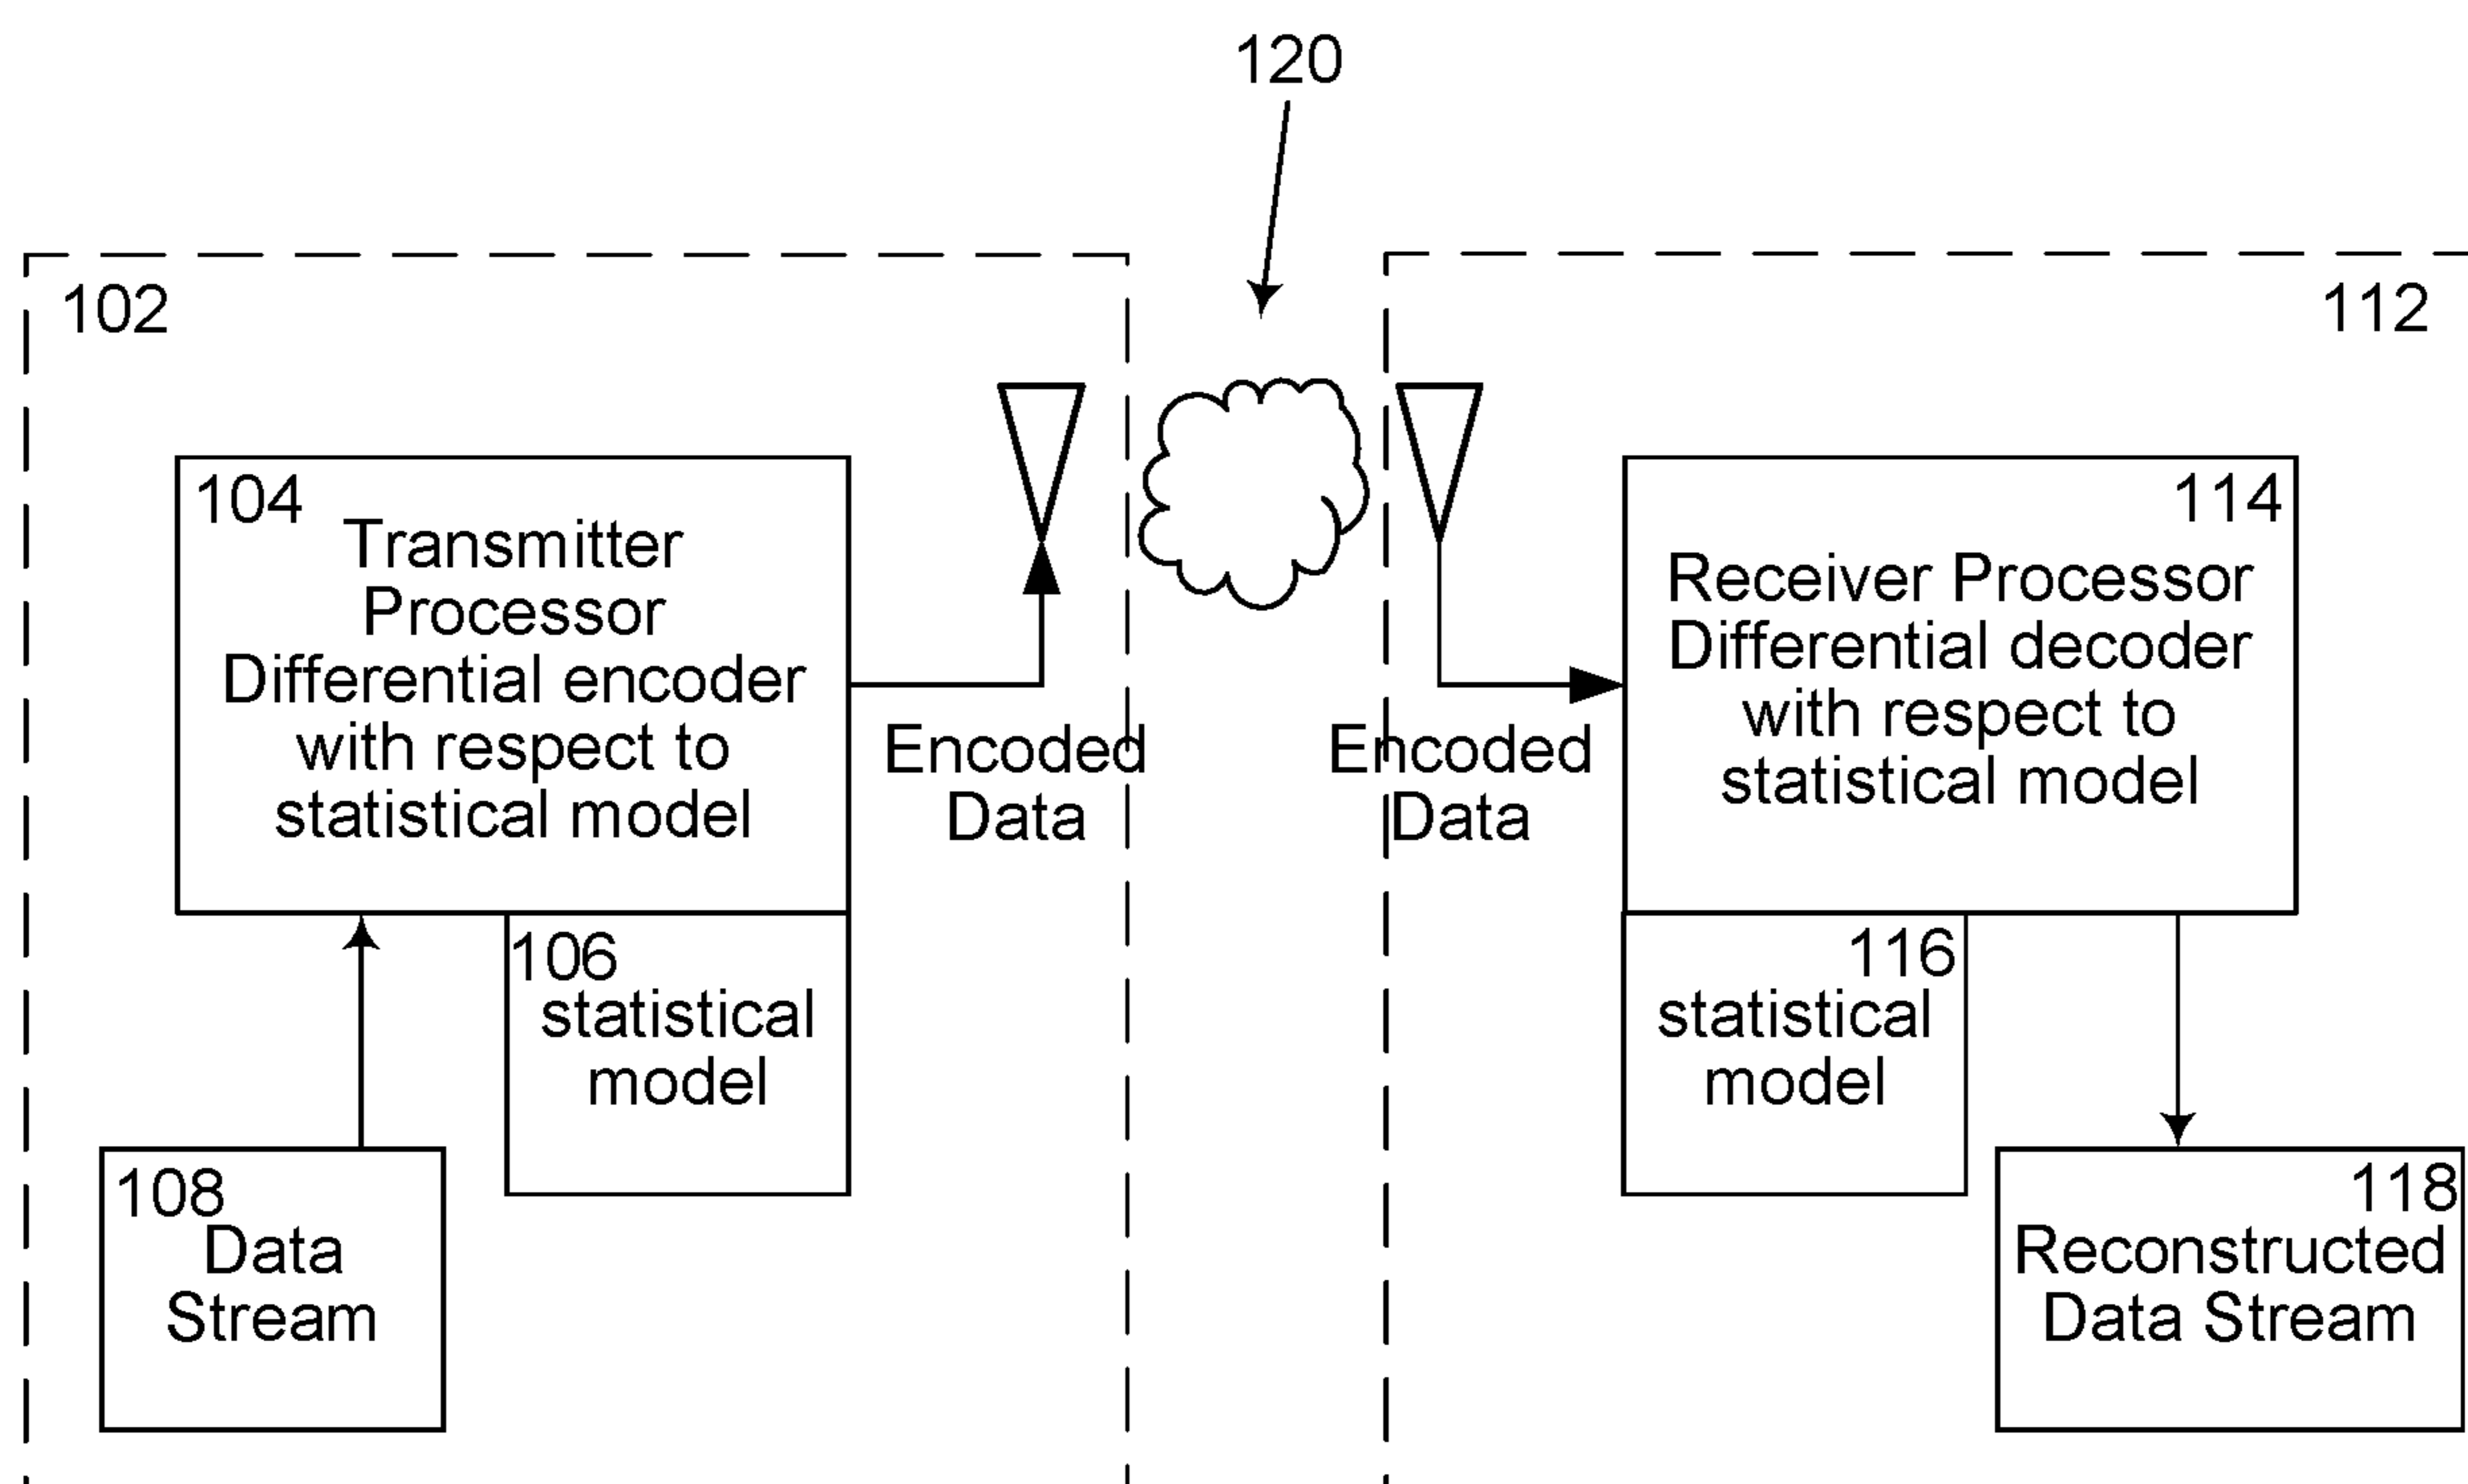 120
102
112
104
Transmitter
Processor
Differential encoder
with respect to
statistical model
Encoded
Data
Encoded
Data
114
Receiver Processor
Differential decoder
with respect to
statistical model
106
statistical
model
116
statistical
model
108
Data
Stream
118
Reconstructed
Data Stream